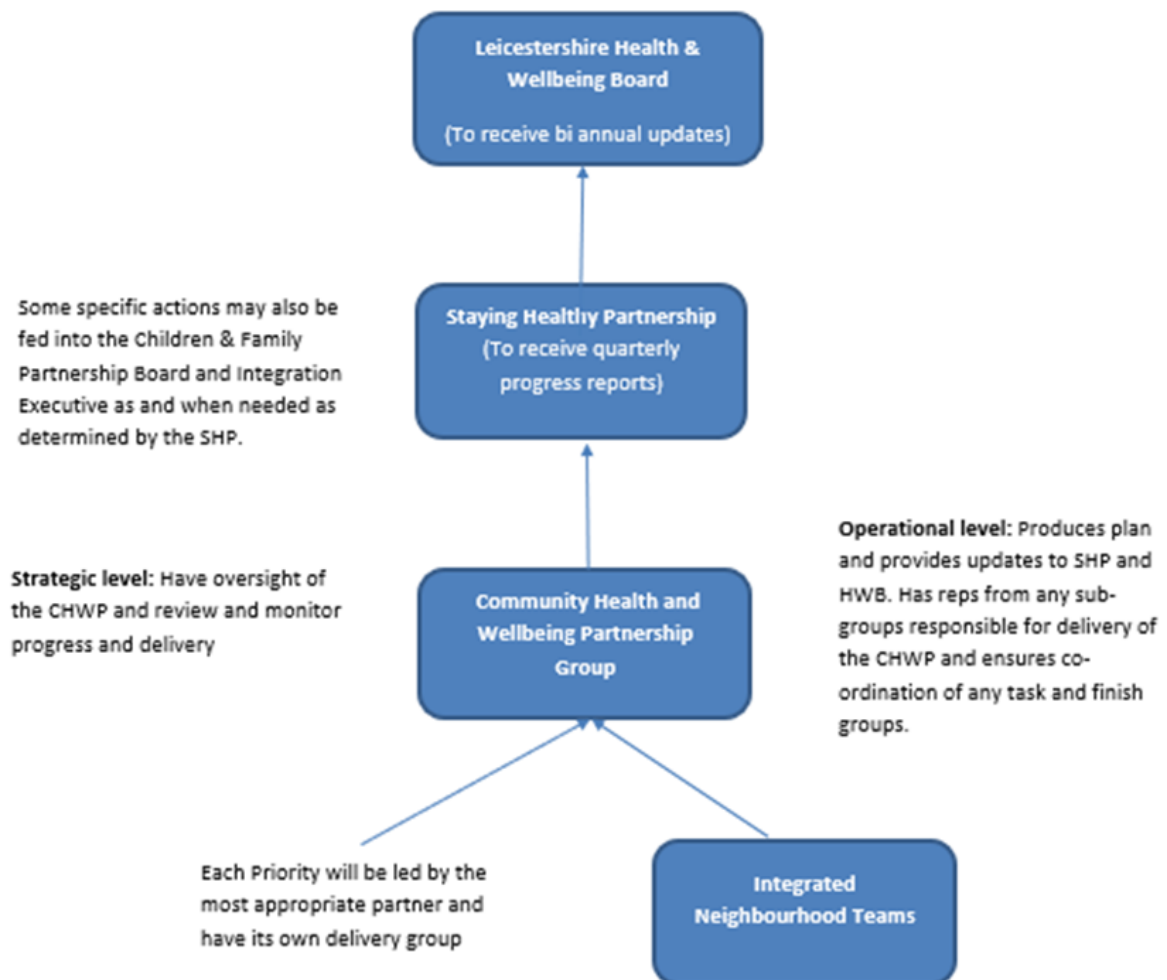 Leicestershire Health &
Wellbeing Board
(To receive bi annual updates)
Some specific actions may also be
fed into the Children & Family
Partnership Board and Integration
Executive as and when needed as
determined by the SHP.
Staying Healthy Partnership
(To receive quarterly
progress reports)
Strategic level: Have oversight of
the CHWP and review and monitor
progress and delivery
Community Health and
Wellbeing Partnership
Group
Operational level: Produces plan
and provides updates to SHP and
HWB. Has reps from any sub-
groups responsible for delivery of
the CHWP and ensures co-
ordination of any task and finish
groups.
Each Priority will be led by the
most appropriate partner and
have its own delivery group
Integrated
Neighbourhood Teams